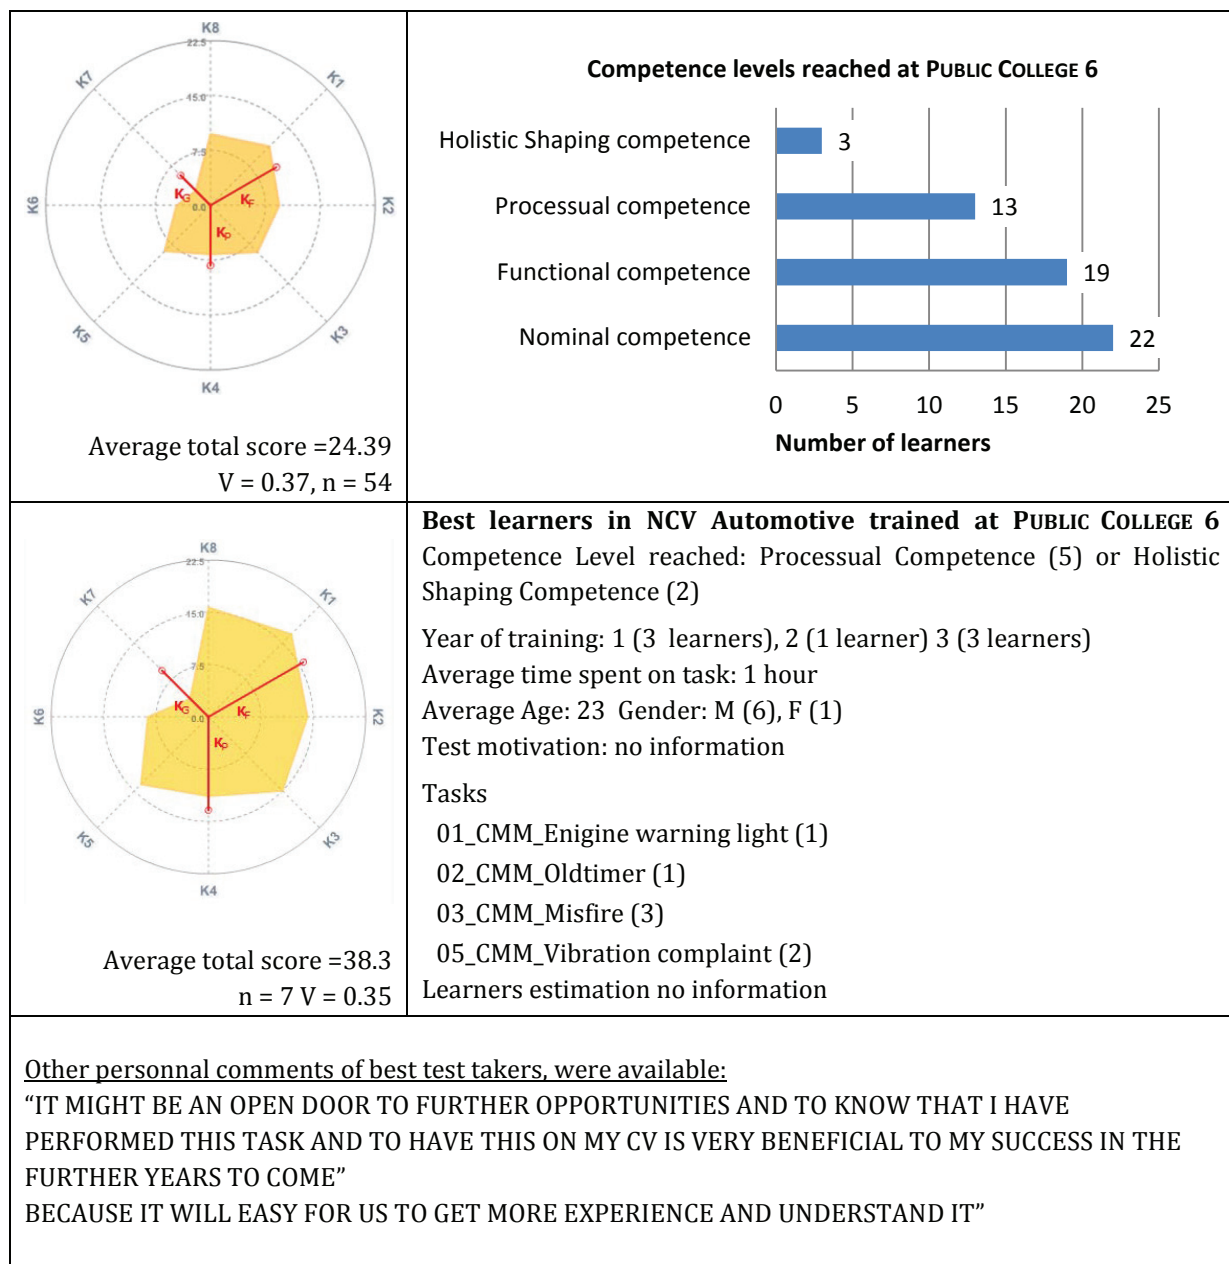 K8
22.5
K7
K1
15.0
7.5
K6
KG
0.0
KF
K2
KP
K5
K3
K4
Average total score =24.39
V = 0.37, n = 54
Competence levels reached at PUBLIC COLLEGE 6
Holistic Shaping competence 3
Processual competence 13
Functional competence 19
Nominal competence 22
0 5 10 15 20 25
Number of learners
K8
22.5
K7
K1
15.0
7.5
K6
KG
0.0
KF
K2
KP
K5
K3
K4
Average total score =38.3
n = 7 V = 0.35
Best learners in NCV Automotive trained at PUBLIC COLLEGE 6
Competence Level reached: Processual Competence (5) or Holistic
Shaping Competence (2)
Year of training: 1 (3 learners), 2 (1 learner) 3 (3 learners)
Average time spent on task: 1 hour
Average Age: 23 Gender: M (6), F (1)
Test motivation: no information
Tasks
01_CMM_Enigine warning light (1)
02_CMM_Oldtimer (1)
03_CMM_Misfire (3)
05_CMM_Vibration complaint (2)
Learners estimation no information
Other personnal comments of best test takers, were available:
“IT MIGHT BE AN OPEN DOOR TO FURTHER OPPORTUNITIES AND TO KNOW THAT I HAVE
PERFORMED THIS TASK AND TO HAVE THIS ON MY CV IS VERY BENEFICIAL TO MY SUCCESS IN THE
FURTHER YEARS TO COME”
BECAUSE IT WILL EASY FOR US TO GET MORE EXPERIENCE AND UNDERSTAND IT”